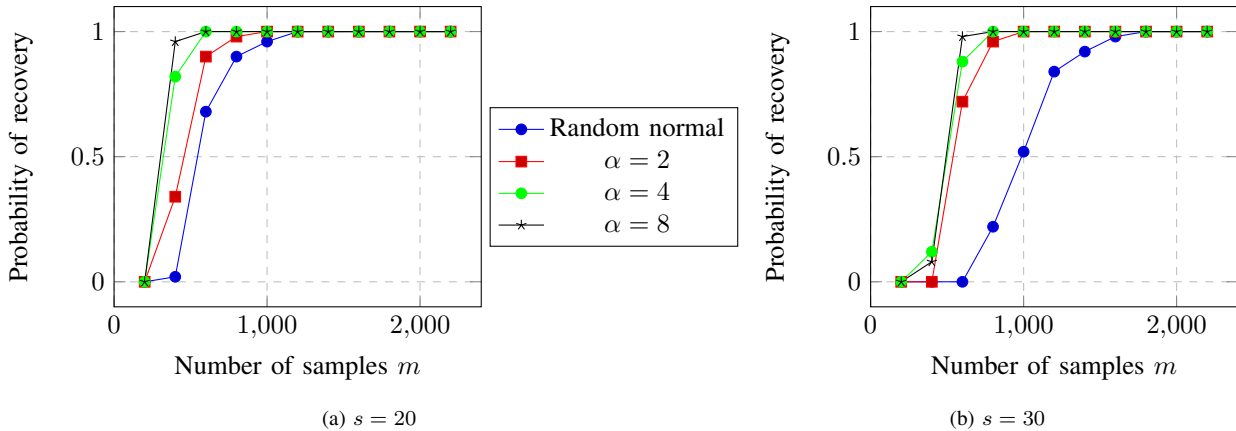 Probability of recovery
1
0.5
0
0 1,000 2,000
Number of samples m
(a) s = 20
Random normal
α = 2
α = 4
α = 8
Probability of recovery
1
0.5
0
0 1,000 2,000
Number of samples m
(b) s = 30